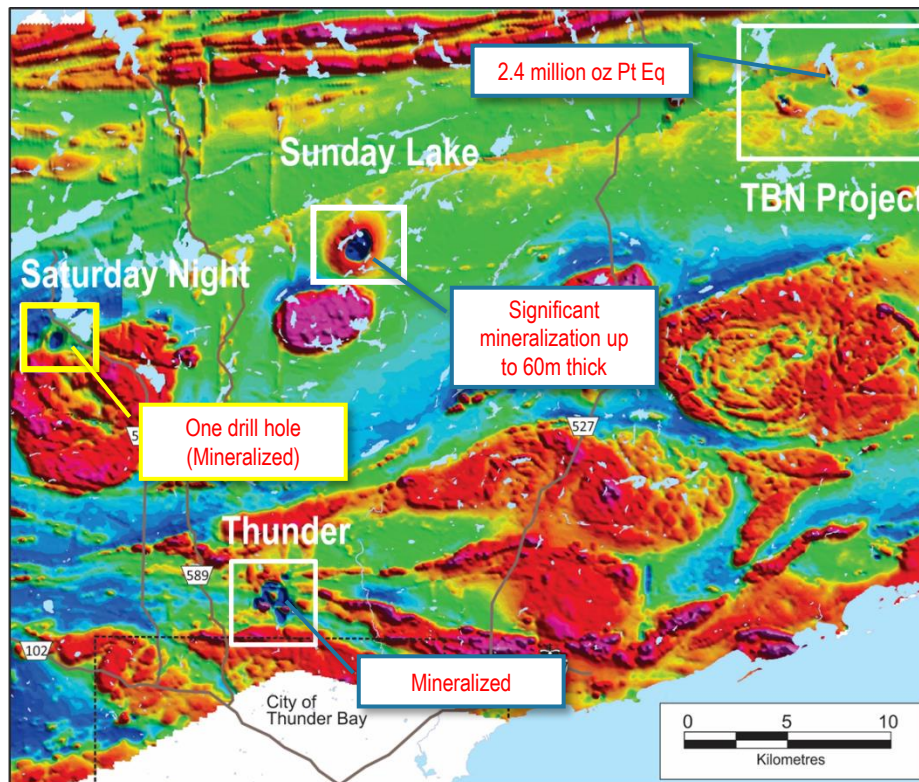 2.4 million oz Pt Eq
Sunday Lake
TBN Project
Saturday Night
Significant
mineralization up
to 60m thick
One drill hole
(Mineralized)
527
Thunder
589
102
Mineralized
City of
Thunder Bay
0 5 10
Kilometres